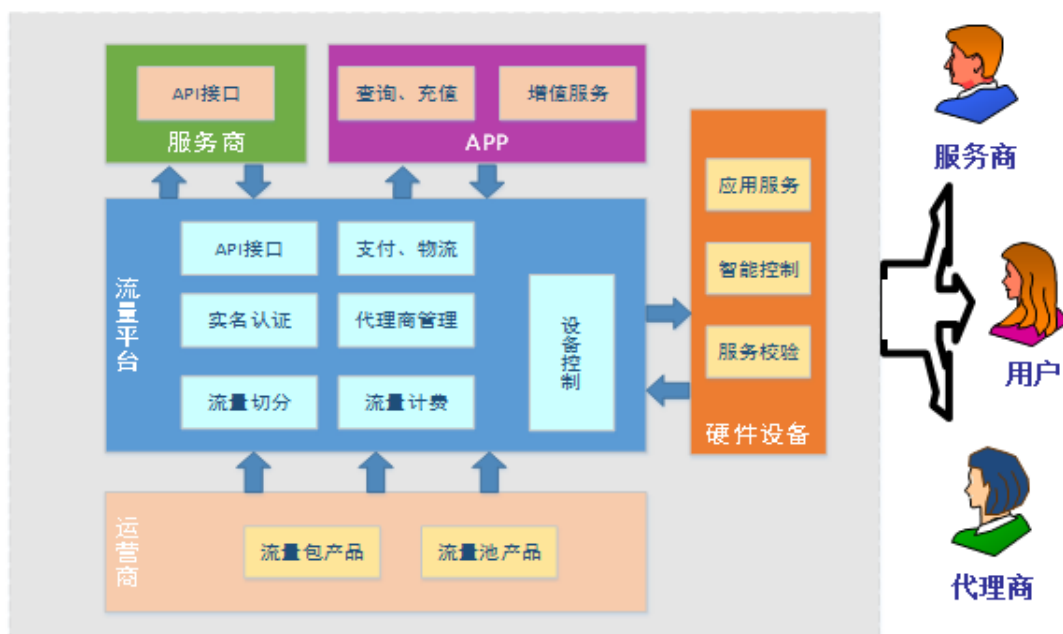 API接口
服务商
查询、充值
增值服务
APP
流量平台
API接口
支付、物流
实名认证
代理商管理
流量切分
流量计费
设备控制
应用服务
智能控制
服务校验
硬件设备
运营商
流量包产品
流量池产品
服务商
用户
代理商